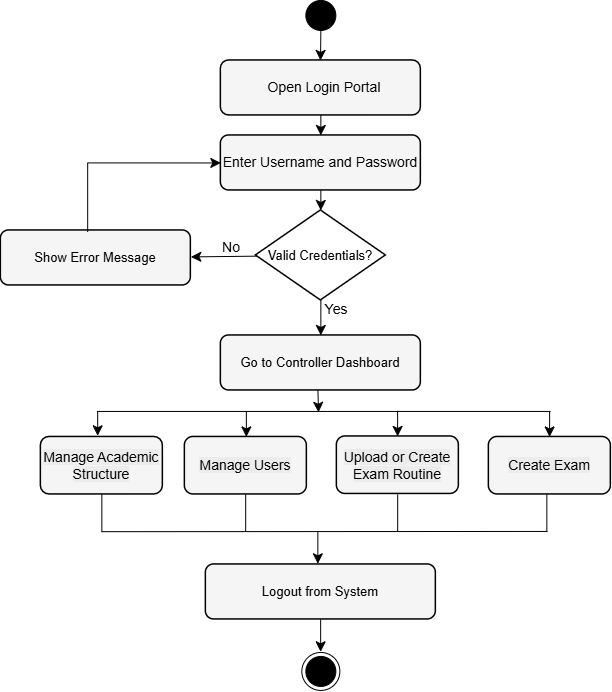 Open Login Portal
Enter Username and Password
No
Valid Credentials?
Show Error Message
Yes
Go to Controller Dashboard
Manage Academic
Structure
Manage Users
Upload or Create
Exam Routine
Create Exam
Logout from System